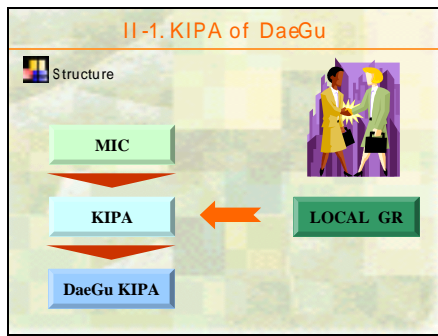 II-1. KIPA of DaeGu
Structure
MIC
KIPA
LOCAL GR
DaeGu KIPA